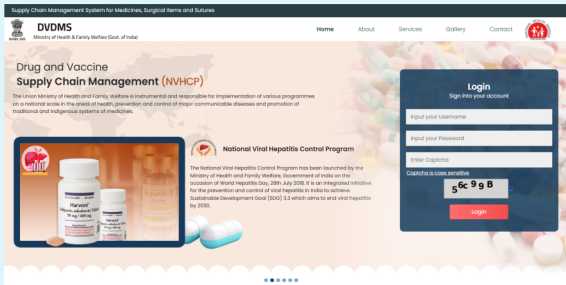 Supply Chain Management System for Medicines, Surgical items and Sutures
DVDMS
Ministry of Health & Family Welfare (Govt. of India)
Home About Services Gallery Contact
Drug and Vaccine
Supply Chain Management (NVHCP)
The Union Ministry of Health and Family Welfare is instrumental and responsible for implementation of various programmes
on a national scale in the areas of health, prevention and control of major communicable diseases and promotion of
traditional and indigenous systems of medicines.
National Viral Hepatitis Control Program
The National Viral Hepatitis Control Program has been launched by the
Ministry of Health and Family Welfare, Government of India on the
occasion of World Hepatitis Day, 28th July 2018. It is an integrated initiative
for the prevention and control of viral hepatitis in India to achieve
Sustainable Development Goal (SDG) 3.3 which aims to end viral hepatitis
by 2030.
Harvoni
90 mg / 400 mg
Harvoni
Login
Sign into your account
Input your Username
Input your Password
Enter Captcha
Captcha is case sensitive
56c99B
Login